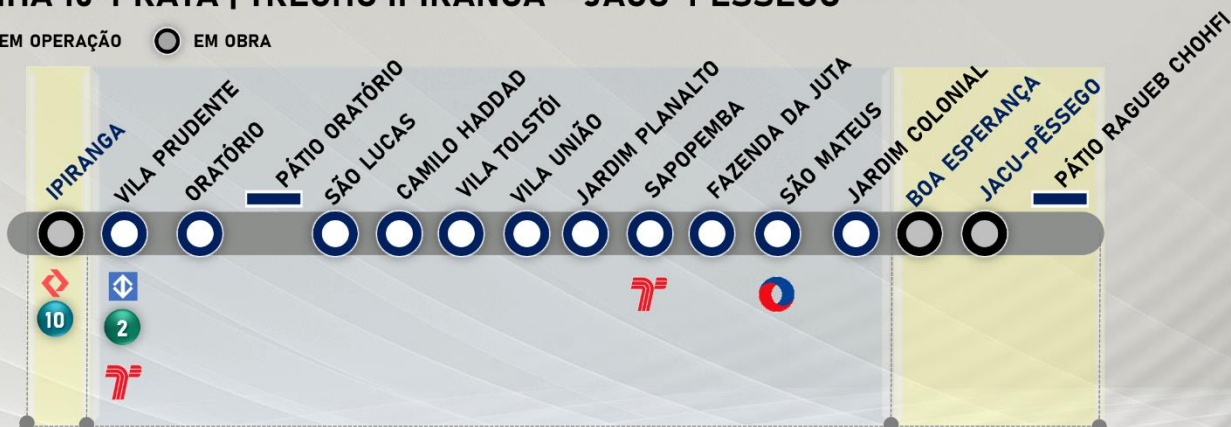 EM OPERAÇÃO EM OBRA
IPIRANGA
VILA PRUDENTE
ORATÓRIO
PÁTIO ORATÓRIO
SÃO LUCAS
CAMILO HADDAD
VILA TOLSTÓI
VILA UNIÃO
JARDIM PLANALTO
SAPOPEMBA
FAZENDA DA JUTA
SÃO MATEUS
JARDIM COLONIAL
BOA ESPERANÇA
JACU-PÊSSEGO
PÁTIO RAGUEB CHOHFI
10
2